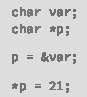 char var;
char *p;
p = &var;
*p = 21;